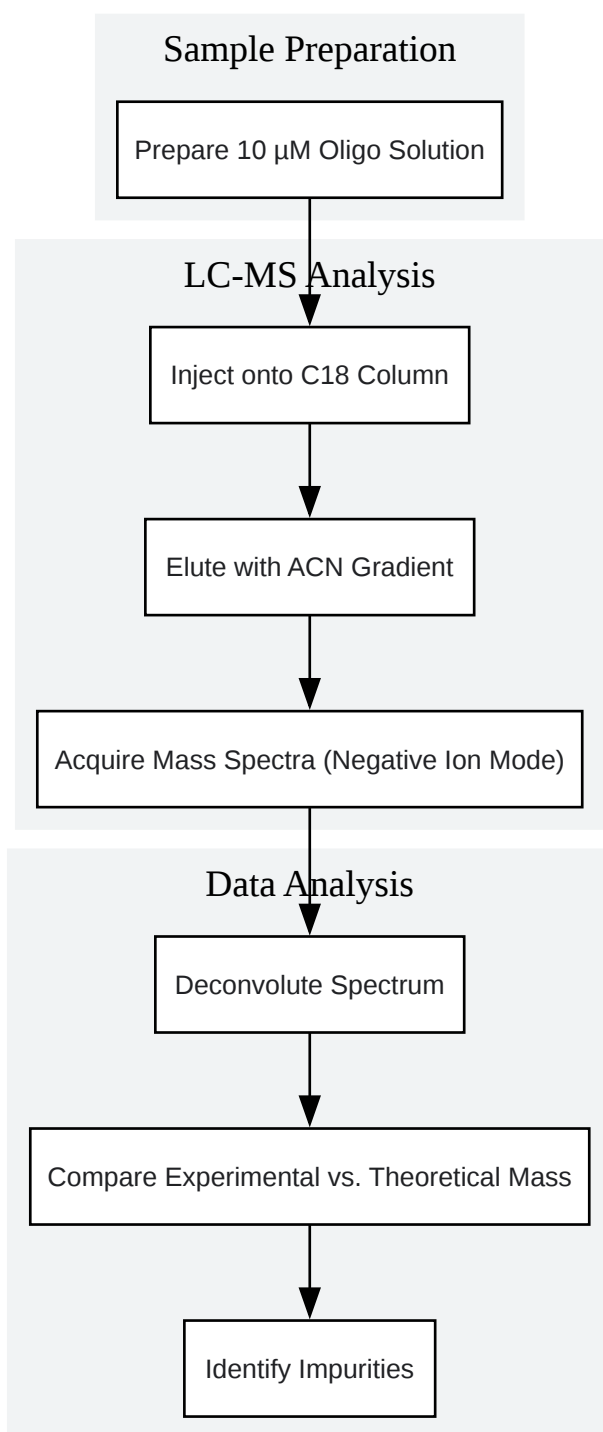 Sample Preparation
Prepare 10 µM Oligo Solution
LC-MS Analysis
Inject onto C18 Column
Elute with ACN Gradient
Acquire Mass Spectra (Negative Ion Mode)
Data Analysis
Deconvolute Spectrum
Compare Experimental vs. Theoretical Mass
Identify Impurities